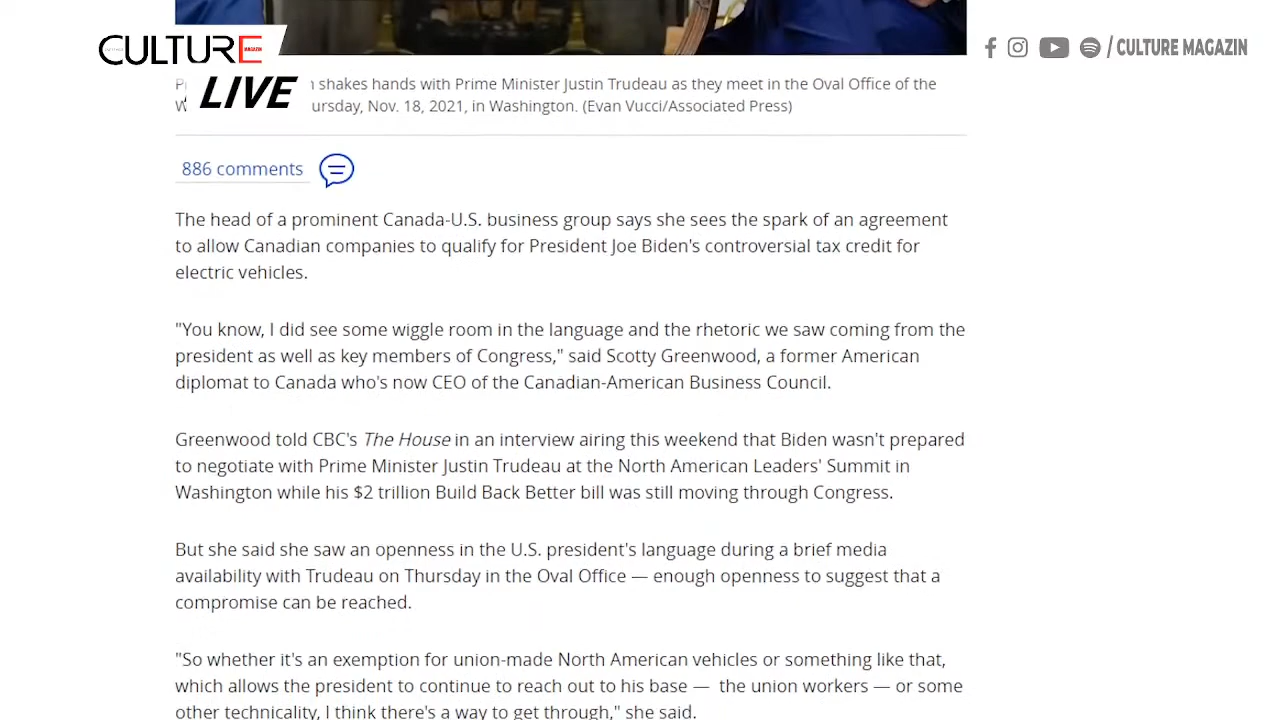 CULTURE
MAGAZIN
LIVE
/ CULTURE MAGAZIN
shakes hands with Prime Minister Justin Trudeau as they meet in the Oval Office of the
ursday, Nov. 18, 2021, in Washington. (Evan Vucci/Associated Press)
886 comments
The head of a prominent Canada-U.S. business group says she sees the spark of an agreement
to allow Canadian companies to qualify for President Joe Biden's controversial tax credit for
electric vehicles.
"You know, I did see some wiggle room in the language and the rhetoric we saw coming from the
president as well as key members of Congress," said Scotty Greenwood, a former American
diplomat to Canada who's now CEO of the Canadian-American Business Council.
Greenwood told CBC's The House in an interview airing this weekend that Biden wasn't prepared
to negotiate with Prime Minister Justin Trudeau at the North American Leaders' Summit in
Washington while his $2 trillion Build Back Better bill was still moving through Congress.
But she said she saw an openness in the U.S. president's language during a brief media
availability with Trudeau on Thursday in the Oval Office — enough openness to suggest that a
compromise can be reached.
"So whether it's an exemption for union-made North American vehicles or something like that,
which allows the president to continue to reach out to his base — the union workers — or some
other technicality, I think there's a way to get through," she said.